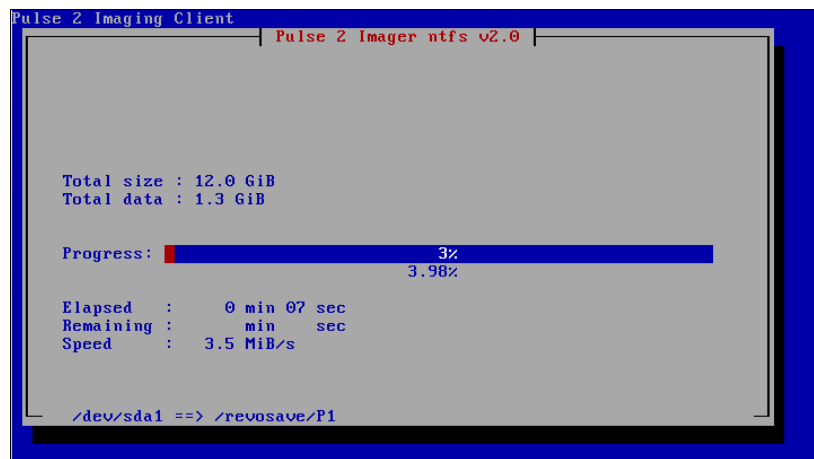 Pulse 2 Imaging Client
Pulse 2 Imager ntfs v2.0
Total size : 12.0 GiB
Total data : 1.3 GiB
Progress: 3%
3.98%
Elapsed : 0 min 07 sec
Remaining : min sec
Speed : 3.5 MiB/s
/dev/sda1 ==> /revosave/P1